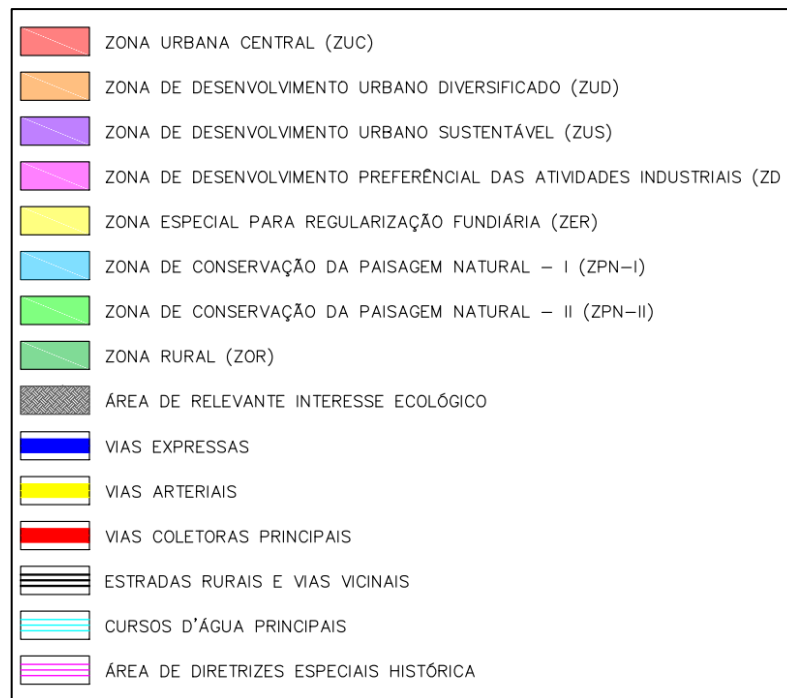 ZONA URBANA CENTRAL (ZUC)
ZONA DE DESENVOLVIMENTO URBANO DIVERSIFICADO (ZUD)
ZONA DE DESENVOLVIMENTO URBANO SUSTENTÁVEL (ZUS)
ZONA DE DESENVOLVIMENTO PREFERÊNCIAL DAS ATIVIDADES INDUSTRIAIS (ZD
ZONA ESPECIAL PARA REGULARIZAÇÃO FUNDIÁRIA (ZER)
ZONA DE CONSERVAÇÃO DA PAISAGEM NATURAL – I (ZPN–I)
ZONA DE CONSERVAÇÃO DA PAISAGEM NATURAL – II (ZPN–II)
ZONA RURAL (ZOR)
ÁREA DE RELEVANTE INTERESSE ECOLÓGICO
VIAS EXPRESSAS
VIAS ARTERIAIS
VIAS COLETORAS PRINCIPAIS
ESTRADAS RURAIS E VIAS VICINAIS
CURSOS D'ÁGUA PRINCIPAIS
ÁREA DE DIRETRIZES ESPECIAIS HISTÓRICA